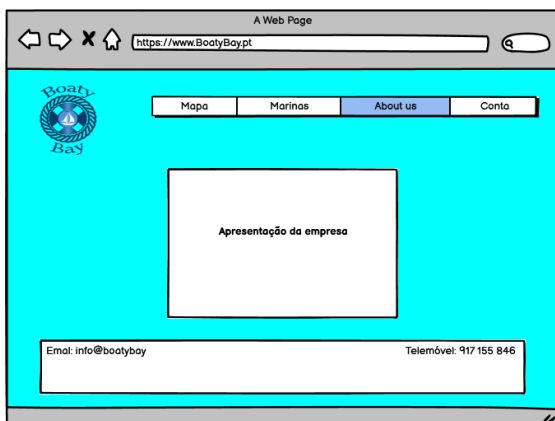 A Web Page
https://www.BoatyBay.pt
Boaty
Bay
Mapa Marinas About us Conta
Apresentação da empresa
Emal: info@boatybay Telemóvel: 917 155 846